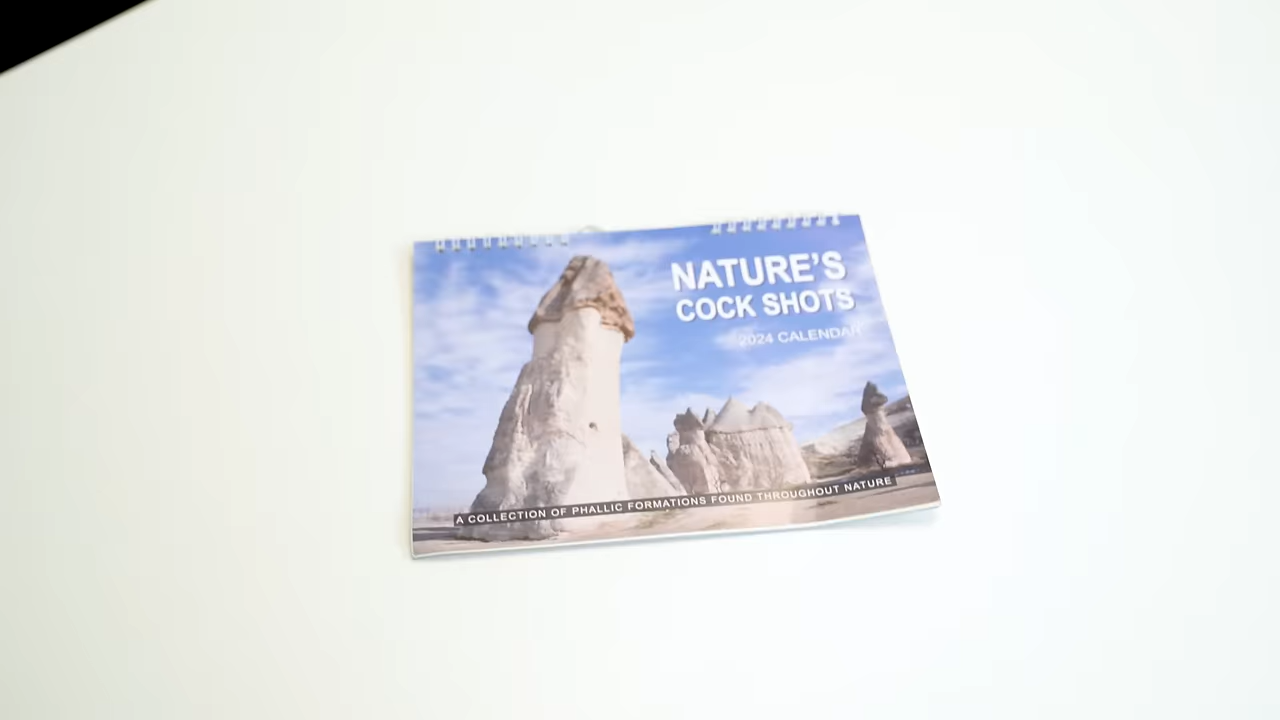 NATURE'S
COCK SHOTS
2024 CALENDAR
A COLLECTION OF PHALLIC FORMATIONS FOUND THROUGHOUT NATURE